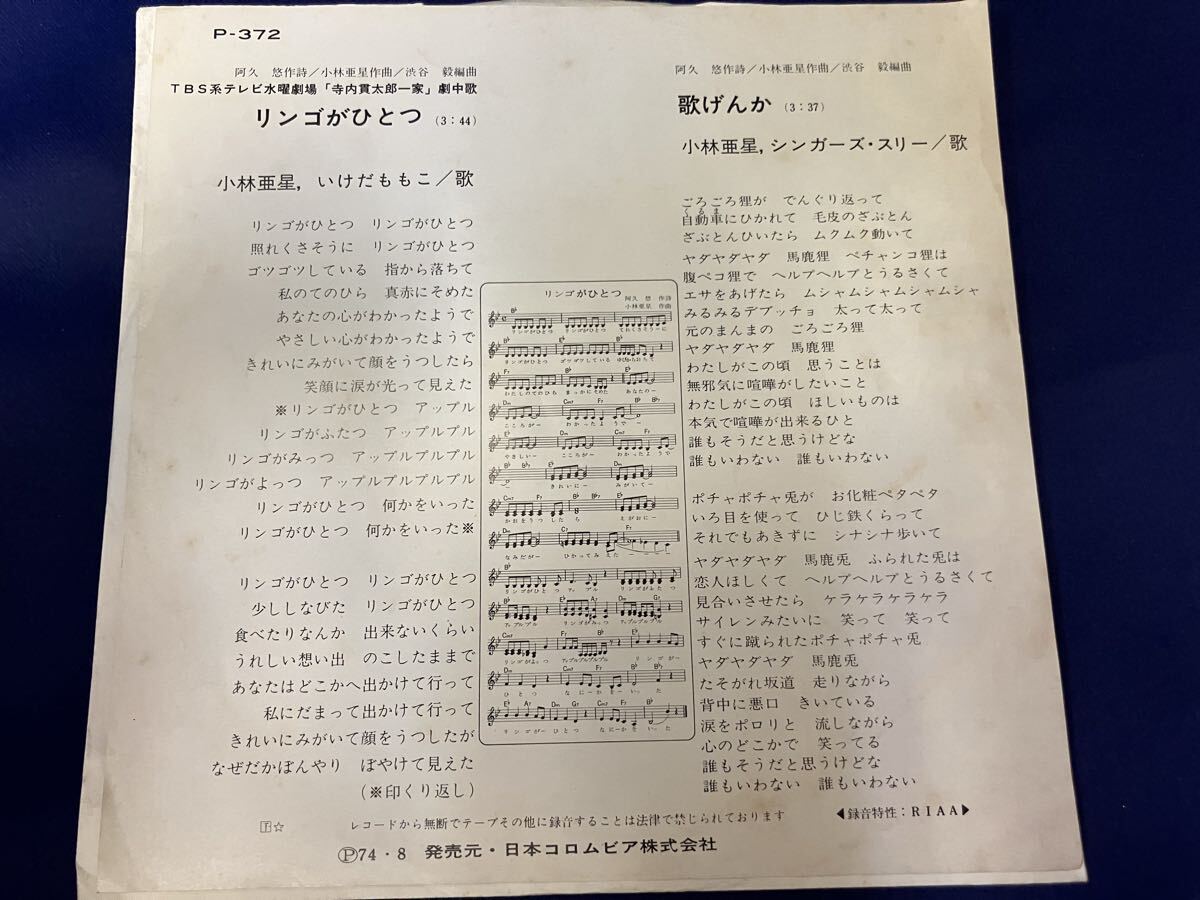 P-372
阿久 悠作詩／小林亜星作曲／渋谷 毅編曲
TBS系テレビ水曜劇場「寺内貫太郎一家」劇中歌
リンゴがひとつ (3:44)
小林亜星, いけだももこ／歌
リンゴがひとつ リンゴがひとつ
照れくさそうに リンゴがひとつ
ゴツゴツしている 指から落ちて
私のてのひら 真赤にそめた
あなたの心がわかったようで
やさしい心がわかったようで
きれいにみがいて顔をうつしたら
笑顔に涙が光って見えた
※リンゴがひとつ アップル
リンゴがふたつ アップルプル
リンゴがみっつ アップルプルプル
リンゴがよっつ アップルプルプルプル
リンゴがひとつ 何かをいった
リンゴがひとつ 何かをいった※
リンゴがひとつ リンゴがひとつ
少ししなびた リンゴがひとつ
食べたりなんか 出来ないくらい
うれしい想い出 のこしたままで
あなたはどこかへ出かけて行って
私にだまって出かけて行って
きれいにみがいて顔をうつしたが
なぜだかぼんやり ぼやけて見えた
(※印くり返し)
リンゴがひとつ
阿久 悠 作詩
小林亜星 作曲
阿久 悠作詩／小林亜星作曲／渋谷 毅編曲
歌げんか (3:37)
小林亜星, シンガーズ・スリー／歌
ごろごろ狸が でんぐり返って
自動車にひかれて 毛皮のざぶとん
ざぶとんひいたら ムクムク動いて
ヤダヤダヤダ 馬鹿狸 ペチャンコ狸は
腹ペコ狸で ヘルプヘルプとうるさくて
エサをあげたら ムシャムシャムシャムシャ
みるみるデブッチョ 太って太って
元のまんまの ごろごろ狸
ヤダヤダヤダ 馬鹿狸
わたしがこの頃 思うことは
無邪気に喧嘩がしたいこと
わたしがこの頃 ほしいものは
本気で喧嘩が出来るひと
誰もそうだと思うけどな
誰もいわない 誰もいわない
ポチャポチャ兎が お化粧ペタペタ
いろ目を使って ひじ鉄くらって
それでもあきずに シナシナ歩いて
ヤダヤダヤダ 馬鹿兎 ふられた兎は
恋人ほしくて ヘルプヘルプとうるさくて
見合いさせたら ケラケラケラケラ
サイレンみたいに 笑って 笑って
すぐに蹴られたポチャポチャ兎
ヤダヤダヤダ 馬鹿兎
たそがれ坂道 走りながら
背中に悪口 きいている
涙をポロリと 流しながら
心のどこかで 笑ってる
誰もそうだと思うけどな
誰もいわない 誰もいわない
レコードから無断でテープその他に録音することは法律で禁じられております
◀録音特性：RIAA▶
Ⓟ74・8 発売元・日本コロムビア株式会社